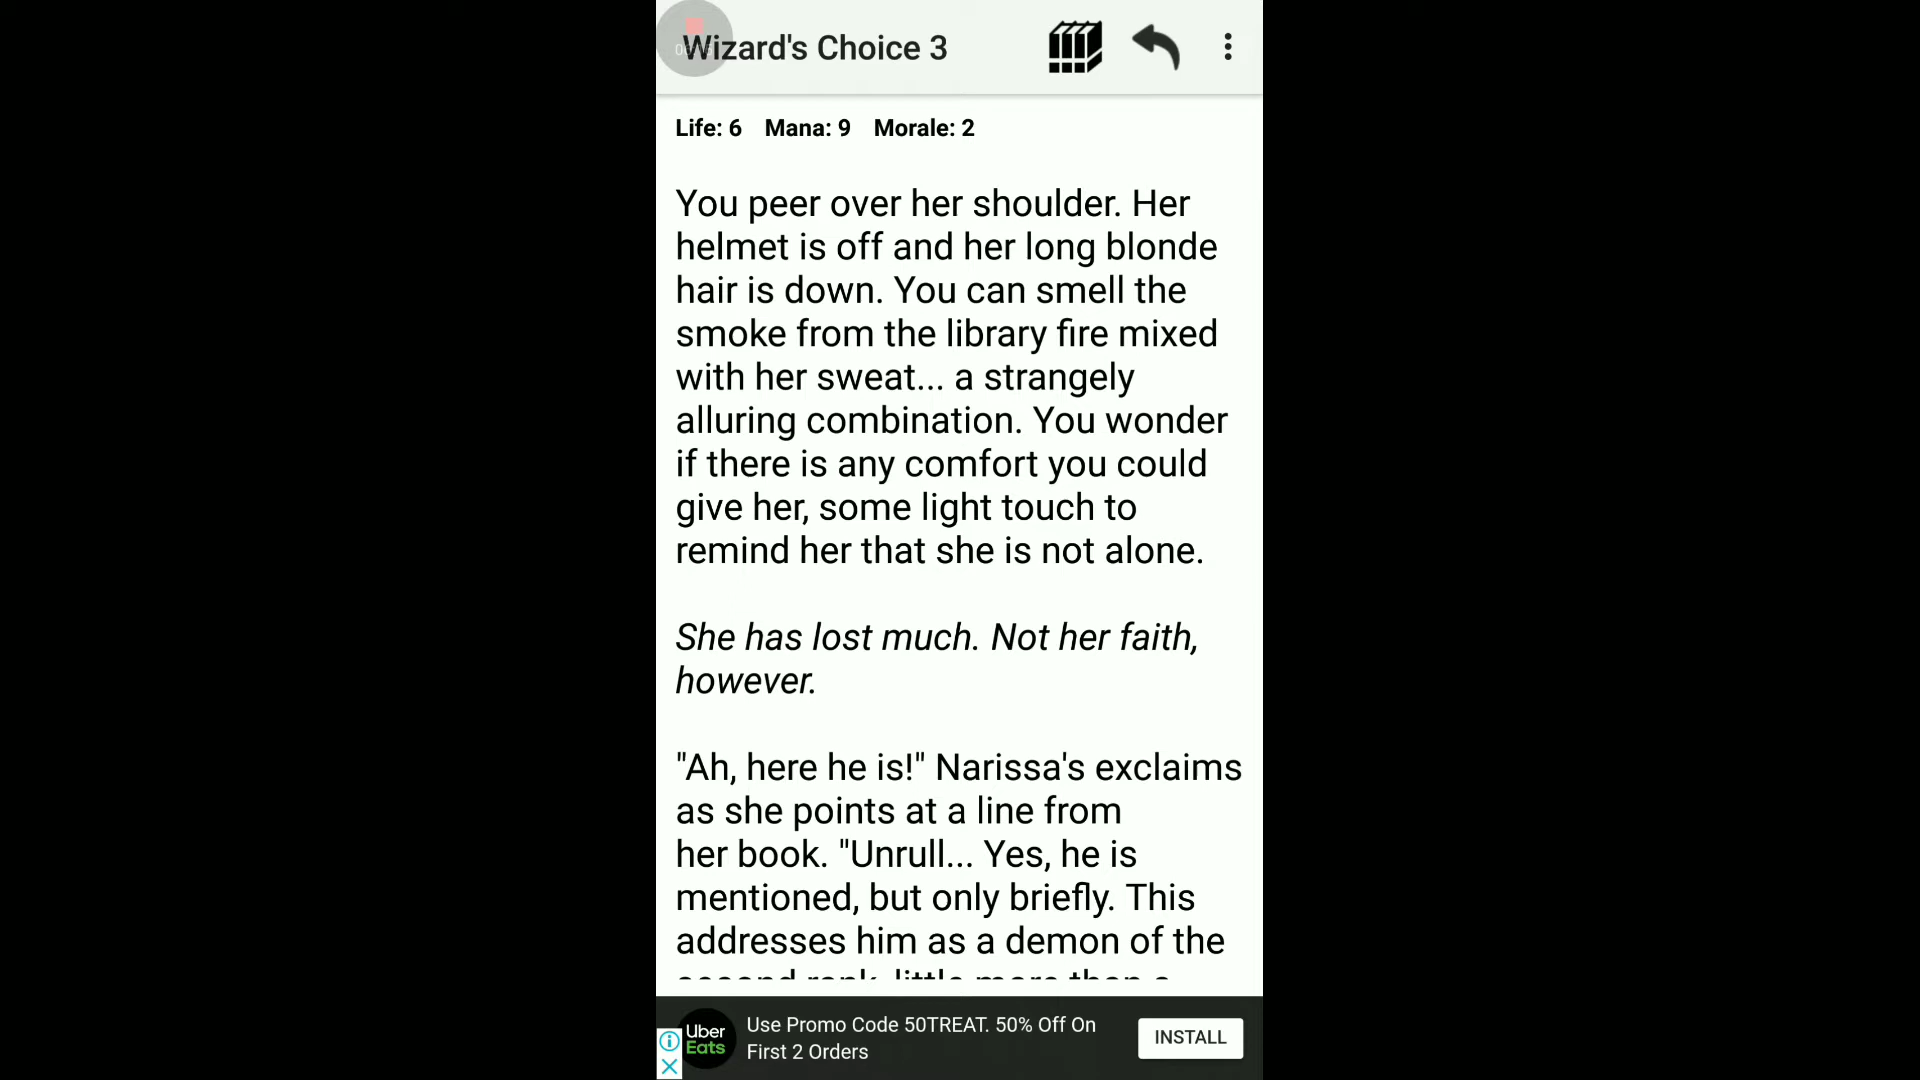 Wizard's Choice 3
Life: 6 Mana: 9 Morale: 2
You peer over her shoulder. Her
helmet is off and her long blonde
hair is down. You can smell the
smoke from the library fire mixed
with her sweat... a strangely
alluring combination. You wonder
if there is any comfort you could
give her, some light touch to
remind her that she is not alone.
She has lost much. Not her faith,
however.
"Ah, here he is!" Narissa's exclaims
as she points at a line from
her book. "Unrull... Yes, he is
mentioned, but only briefly. This
addresses him as a demon of the
second rank, little more than a
Uber
Eats
Use Promo Code 50TREAT. 50% Off On
First 2 Orders
INSTALL